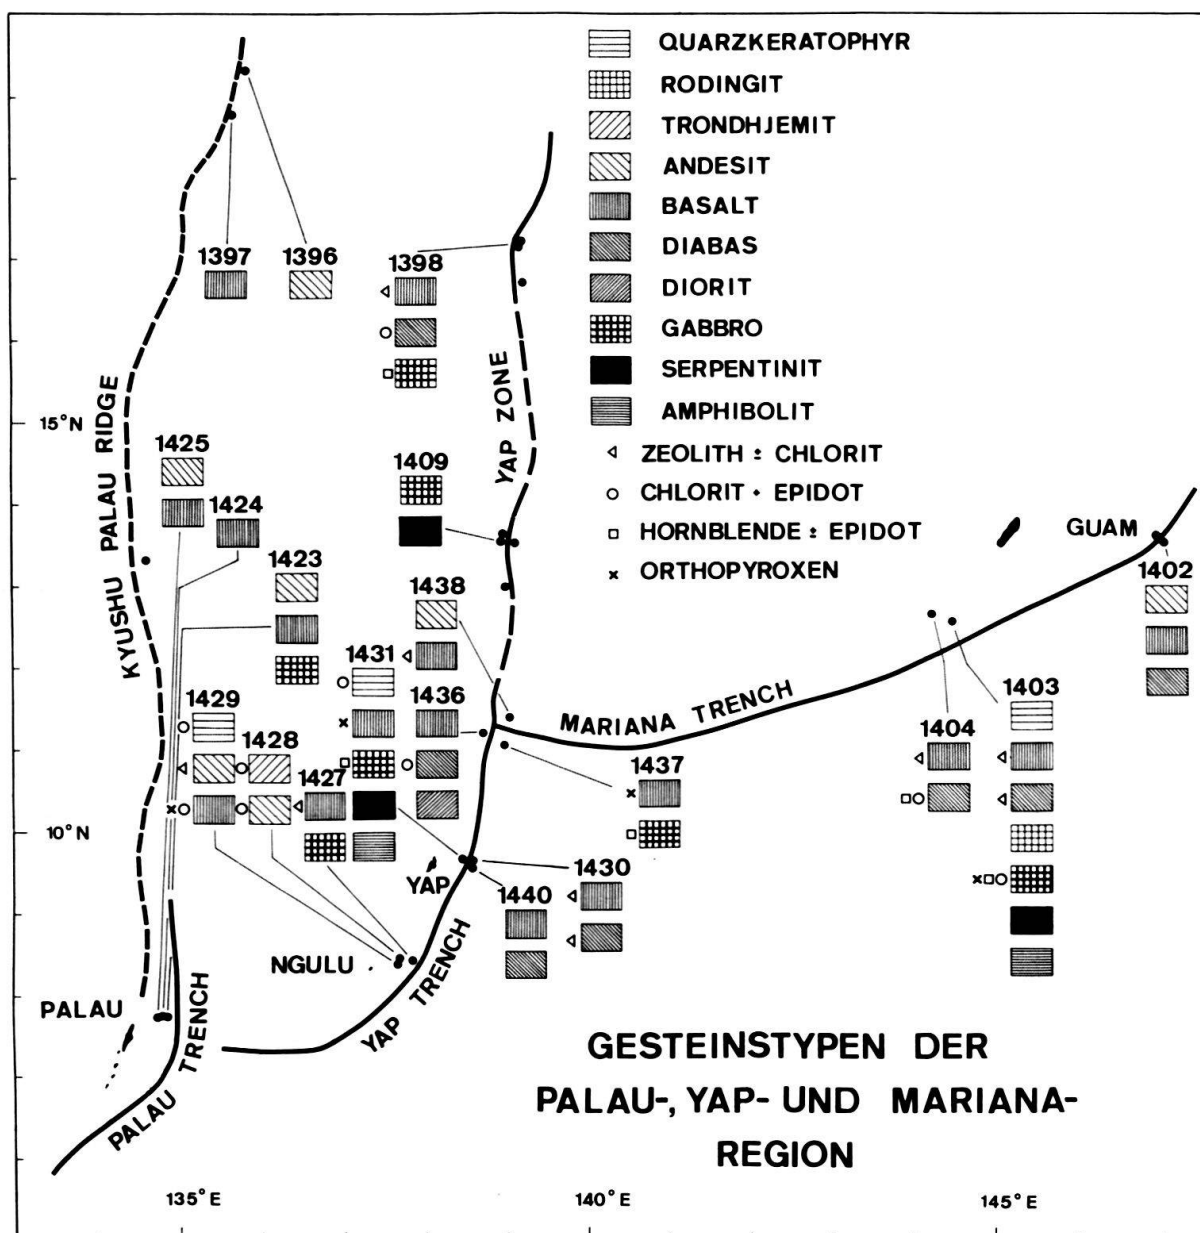 QUARZKERATOPHYR
RODINGIT
TRONDHJEMIT
ANDESIT
BASALT
DIABAS
DIORIT
GABBRO
SERPENTINIT
AMPHIBOLIT
ZEOLITH ± CHLORIT
CHLORIT + EPIDOT
HORNBLENDE ± EPIDOT
ORTHOPYROXEN
1397
1396
1398
15°N
KYUSHU PALAU RIDGE
YAP ZONE
1425
1424
1409
1423
1438
GUAM
1402
1431
1429
1436
MARIANA TRENCH
1403
1428
1404
1427
1437
10°N
YAP
1430
1440
NGULU
YAP TRENCH
PALAU
PALAU TRENCH
GESTEINSTYPEN DER
PALAU-, YAP- UND MARIANA-
REGION
135°E
140°E
145°E